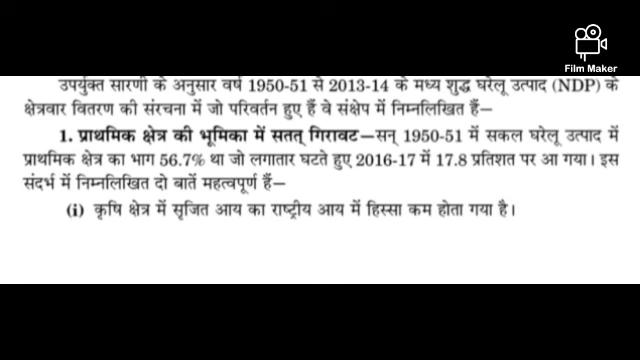 Film Maker
उपर्युक्त सारणी के अनुसार वर्ष 1950-51 से 2013-14 के मध्य शुद्ध घरेलू उत्पाद (NDP) के
क्षेत्रवार वितरण की संरचना में जो परिवर्तन हुए हैं वे संक्षेप में निम्नलिखित हैं–
1. प्राथमिक क्षेत्र की भूमिका में सतत् गिरावट–सन् 1950-51 में सकल घरेलू उत्पाद में
प्राथमिक क्षेत्र का भाग 56.7% था जो लगातार घटते हुए 2016-17 में 17.8 प्रतिशत पर आ गया। इस
संदर्भ में निम्नलिखित दो बातें महत्वपूर्ण हैं–
(i) कृषि क्षेत्र में सृजित आय का राष्ट्रीय आय में हिस्सा कम होता गया है।